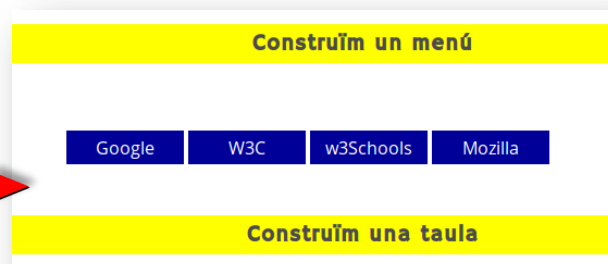 Construïm un menú
Google W3C w3Schools Mozilla
Construïm una taula